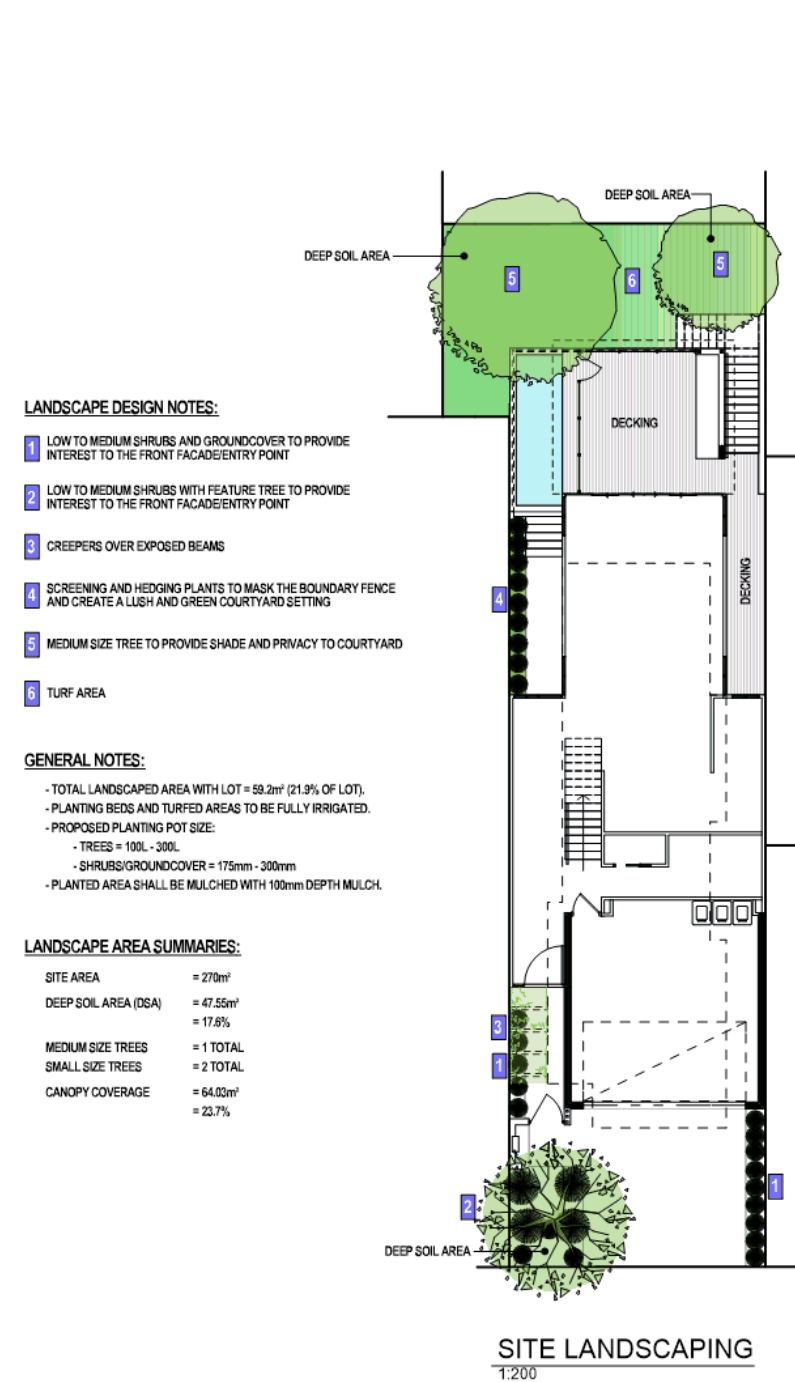 DEEP SOIL AREA
DEEP SOIL AREA
5
6
5
DECKING
DECKING
4
3
1
2
1
DEEP SOIL AREA
LANDSCAPE DESIGN NOTES:
1 LOW TO MEDIUM SHRUBS AND GROUNDCOVER TO PROVIDE
INTEREST TO THE FRONT FACADE/ENTRY POINT
2 LOW TO MEDIUM SHRUBS WITH FEATURE TREE TO PROVIDE
INTEREST TO THE FRONT FACADE/ENTRY POINT
3 CREEPERS OVER EXPOSED BEAMS
4 SCREENING AND HEDGING PLANTS TO MASK THE BOUNDARY FENCE
AND CREATE A LUSH AND GREEN COURTYARD SETTING
5 MEDIUM SIZE TREE TO PROVIDE SHADE AND PRIVACY TO COURTYARD
6 TURF AREA
GENERAL NOTES:
- TOTAL LANDSCAPED AREA WITH LOT = 59.2m² (21.9% OF LOT).
- PLANTING BEDS AND TURFED AREAS TO BE FULLY IRRIGATED.
- PROPOSED PLANTING POT SIZE:
- TREES = 100L - 300L
- SHRUBS/GROUNDCOVER = 175mm - 300mm
- PLANTED AREA SHALL BE MULCHED WITH 100mm DEPTH MULCH.
LANDSCAPE AREA SUMMARIES:
SITE AREA = 270m²
DEEP SOIL AREA (DSA) = 47.55m²
= 17.6%
MEDIUM SIZE TREES = 1 TOTAL
SMALL SIZE TREES = 2 TOTAL
CANOPY COVERAGE = 64.03m²
= 23.7%
SITE LANDSCAPING
1:200